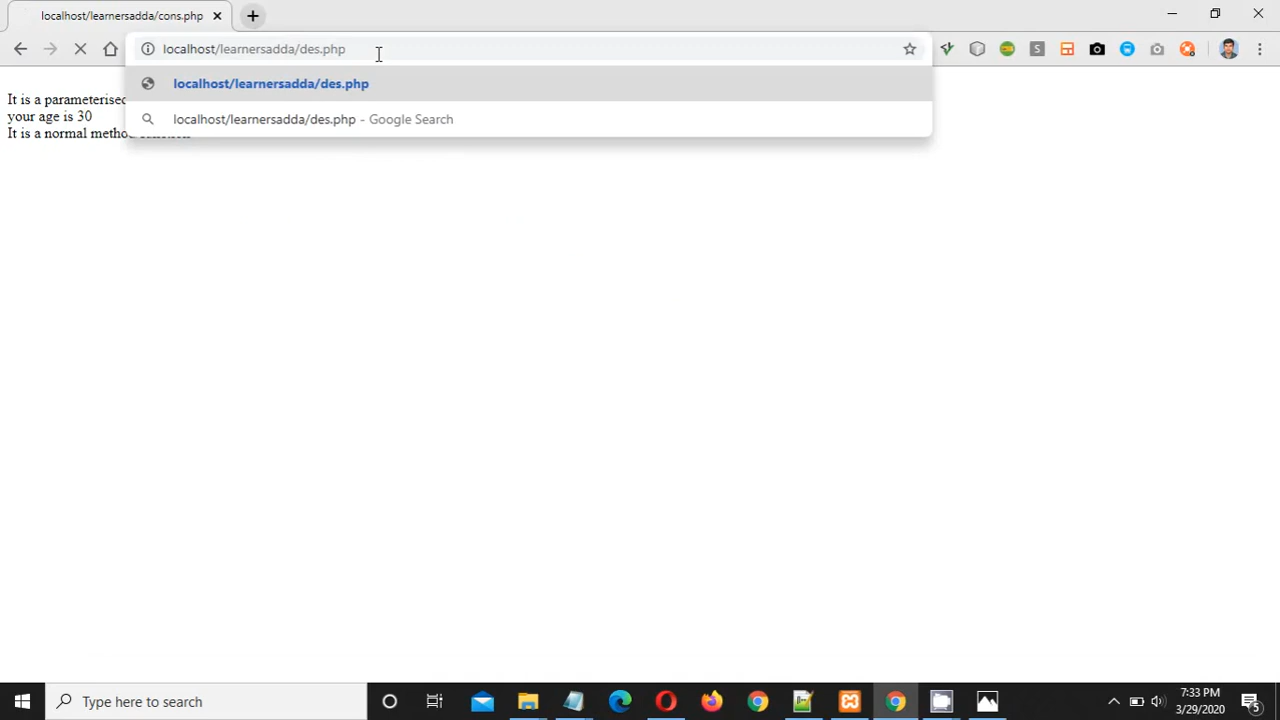 localhost/learnersadda/cons.php
localhost/learnersadda/des.php
localhost/learnersadda/des.php
localhost/learnersadda/des.php - Google Search
It is a parameterised
your age is 30
It is a normal method
S
Type here to search
7:33 PM
3/29/2020
5